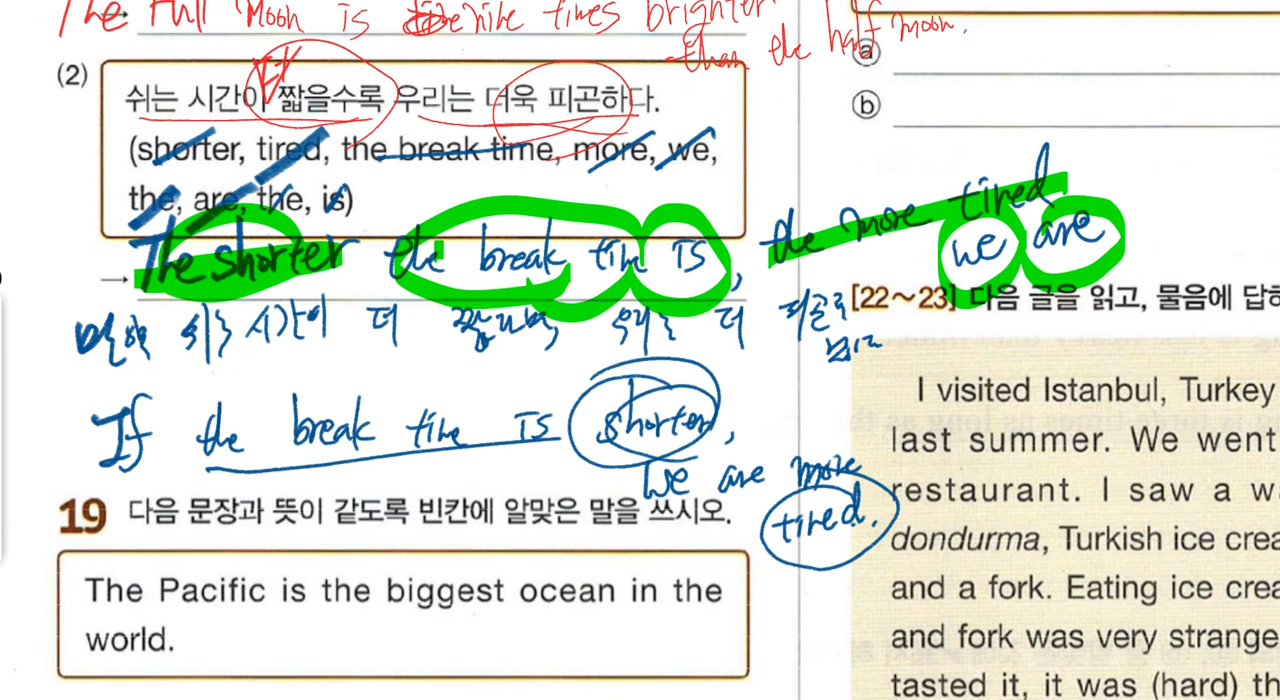 The Full Moon is nine times brighter
than the half moon.
(2)
쉬는 시간이 짧을수록 우리는 더욱 피곤하다.
(shorter, tired, the break time, more, we,
the, are, the, is)
→ The shorter the break time is, the more tired
we are
만약 쉬는 시간이 더 짧다면, 우리는 더
If the break time is shorter,
we are more
tired.
19 다음 문장과 뜻이 같도록 빈칸에 알맞은 말을 쓰시오.
The Pacific is the biggest ocean in the
world.
ⓐ
ⓑ
[22~23] 다음 글을 읽고, 물음에 답하
I visited Istanbul, Turkey
last summer. We went
restaurant. I saw a wa
dondurma, Turkish ice crea
and a fork. Eating ice crea
and fork was very strange
tasted it, it was (hard) th